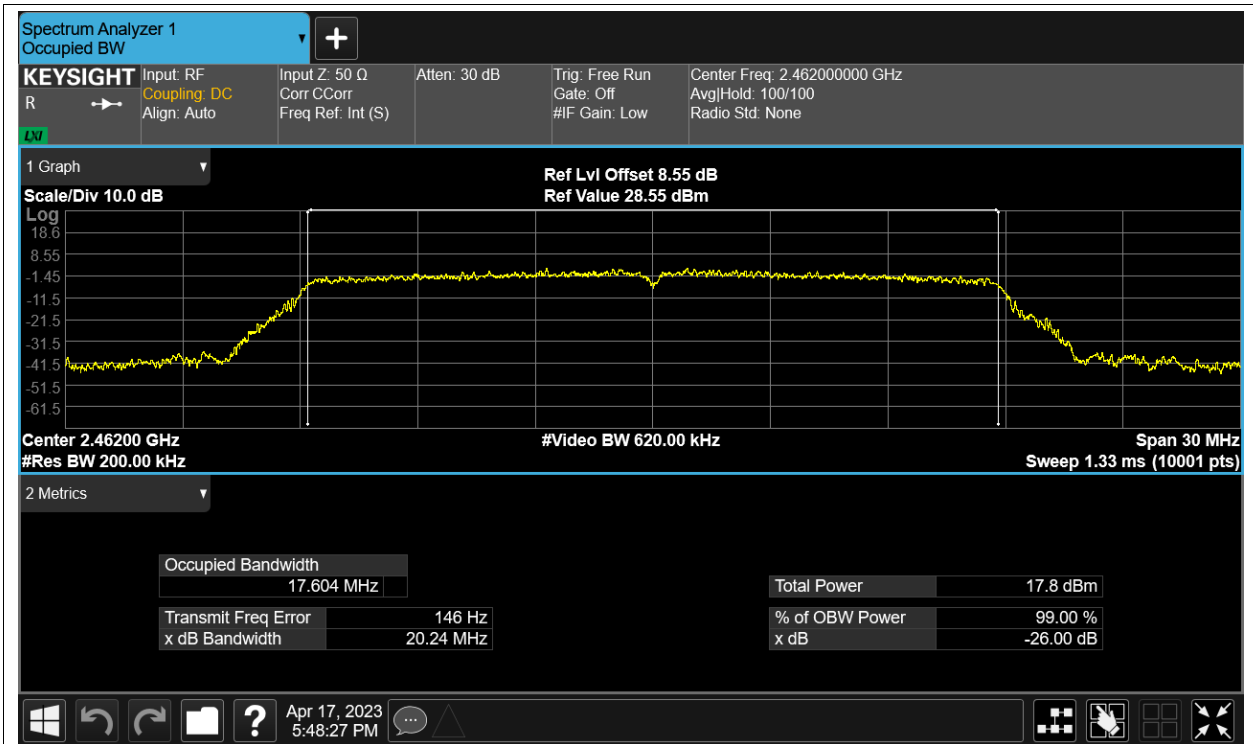 Spectrum Analyzer 1
Occupied BW
KEYSIGHT
R
LXI
Input: RF
Coupling: DC
Align: Auto
Input Z: 50 Ω
Corr CCorr
Freq Ref: Int (S)
Atten: 30 dB
Trig: Free Run
Gate: Off
#IF Gain: Low
Center Freq: 2.462000000 GHz
Avg|Hold: 100/100
Radio Std: None
1 Graph
Scale/Div 10.0 dB
Ref Lvl Offset 8.55 dB
Ref Value 28.55 dBm
Log
18.6
8.55
-1.45
-11.5
-21.5
-31.5
-41.5
-51.5
-61.5
Center 2.46200 GHz
#Video BW 620.00 kHz
Span 30 MHz
#Res BW 200.00 kHz
Sweep 1.33 ms (10001 pts)
2 Metrics
Occupied Bandwidth
17.604 MHz
Total Power 17.8 dBm
Transmit Freq Error 146 Hz
% of OBW Power 99.00 %
x dB Bandwidth 20.24 MHz
x dB -26.00 dB
?
Apr 17, 2023
5:48:27 PM